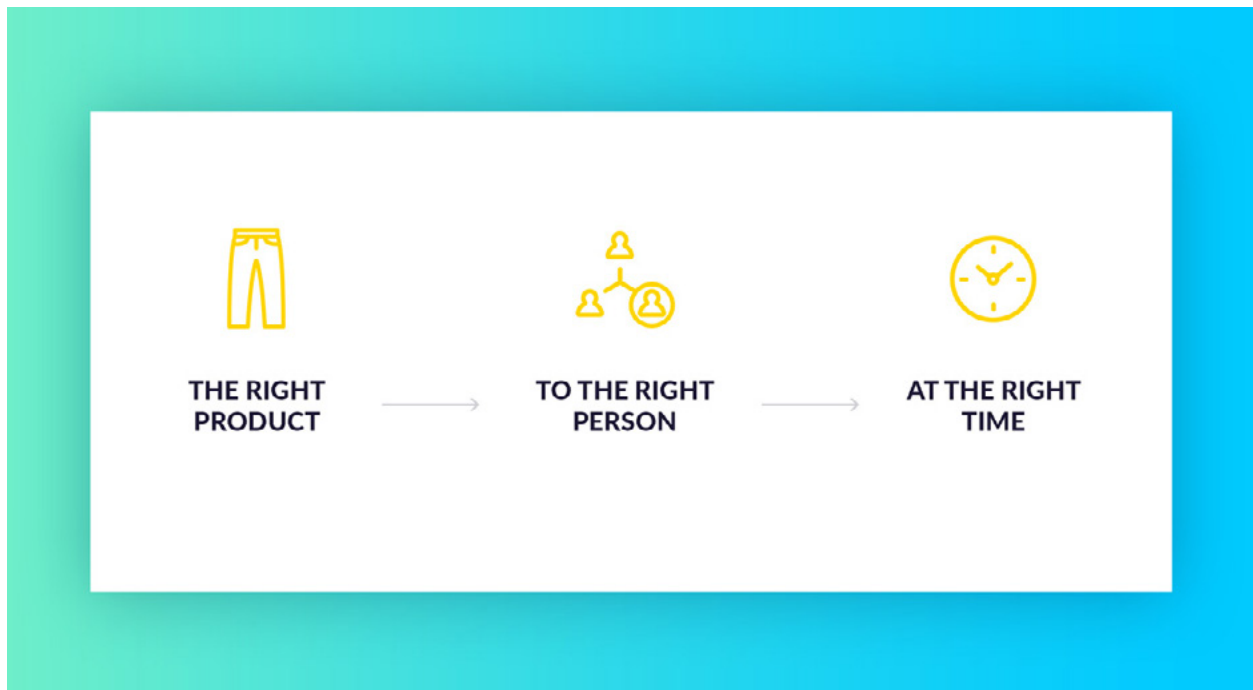 THE RIGHT
PRODUCT
TO THE RIGHT
PERSON
AT THE RIGHT
TIME